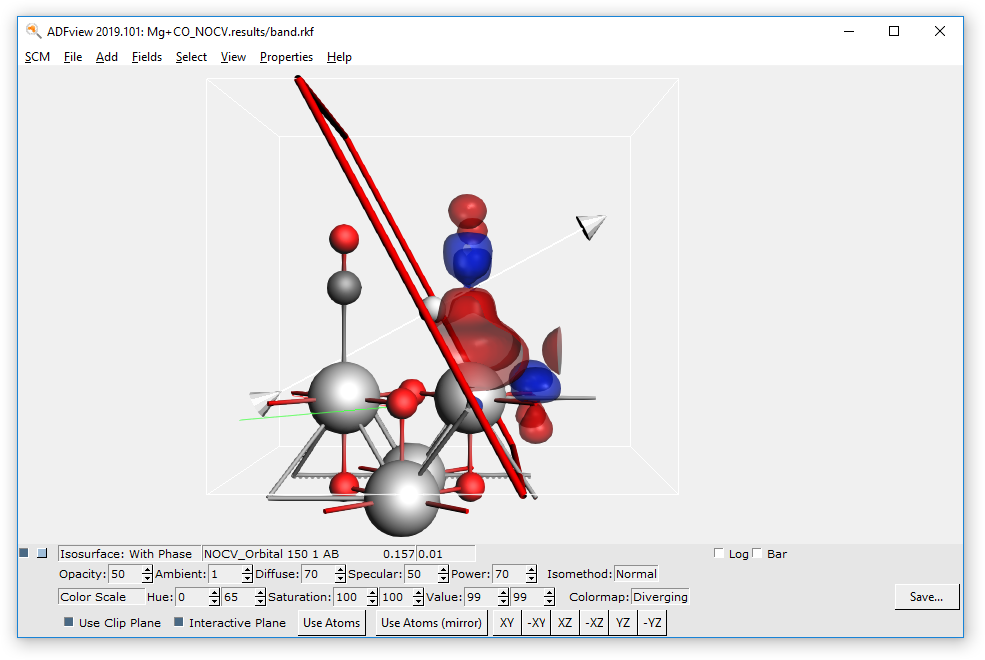 ADFview 2019.101: Mg+CO_NOCV.results/band.rkf
SCM File Add Fields Select View Properties Help
Isosurface: With Phase NOCV_Orbital 150 1 AB 0.157 0.01 Log Bar
Opacity: 50 Ambient: 1 Diffuse: 70 Specular: 50 Power: 70 Isomethod: Normal
Color Scale Hue: 0 65 Saturation: 100 100 Value: 99 99 Colormap: Diverging Save...
Use Clip Plane Interactive Plane Use Atoms Use Atoms (mirror) XY -XY XZ -XZ YZ -YZ